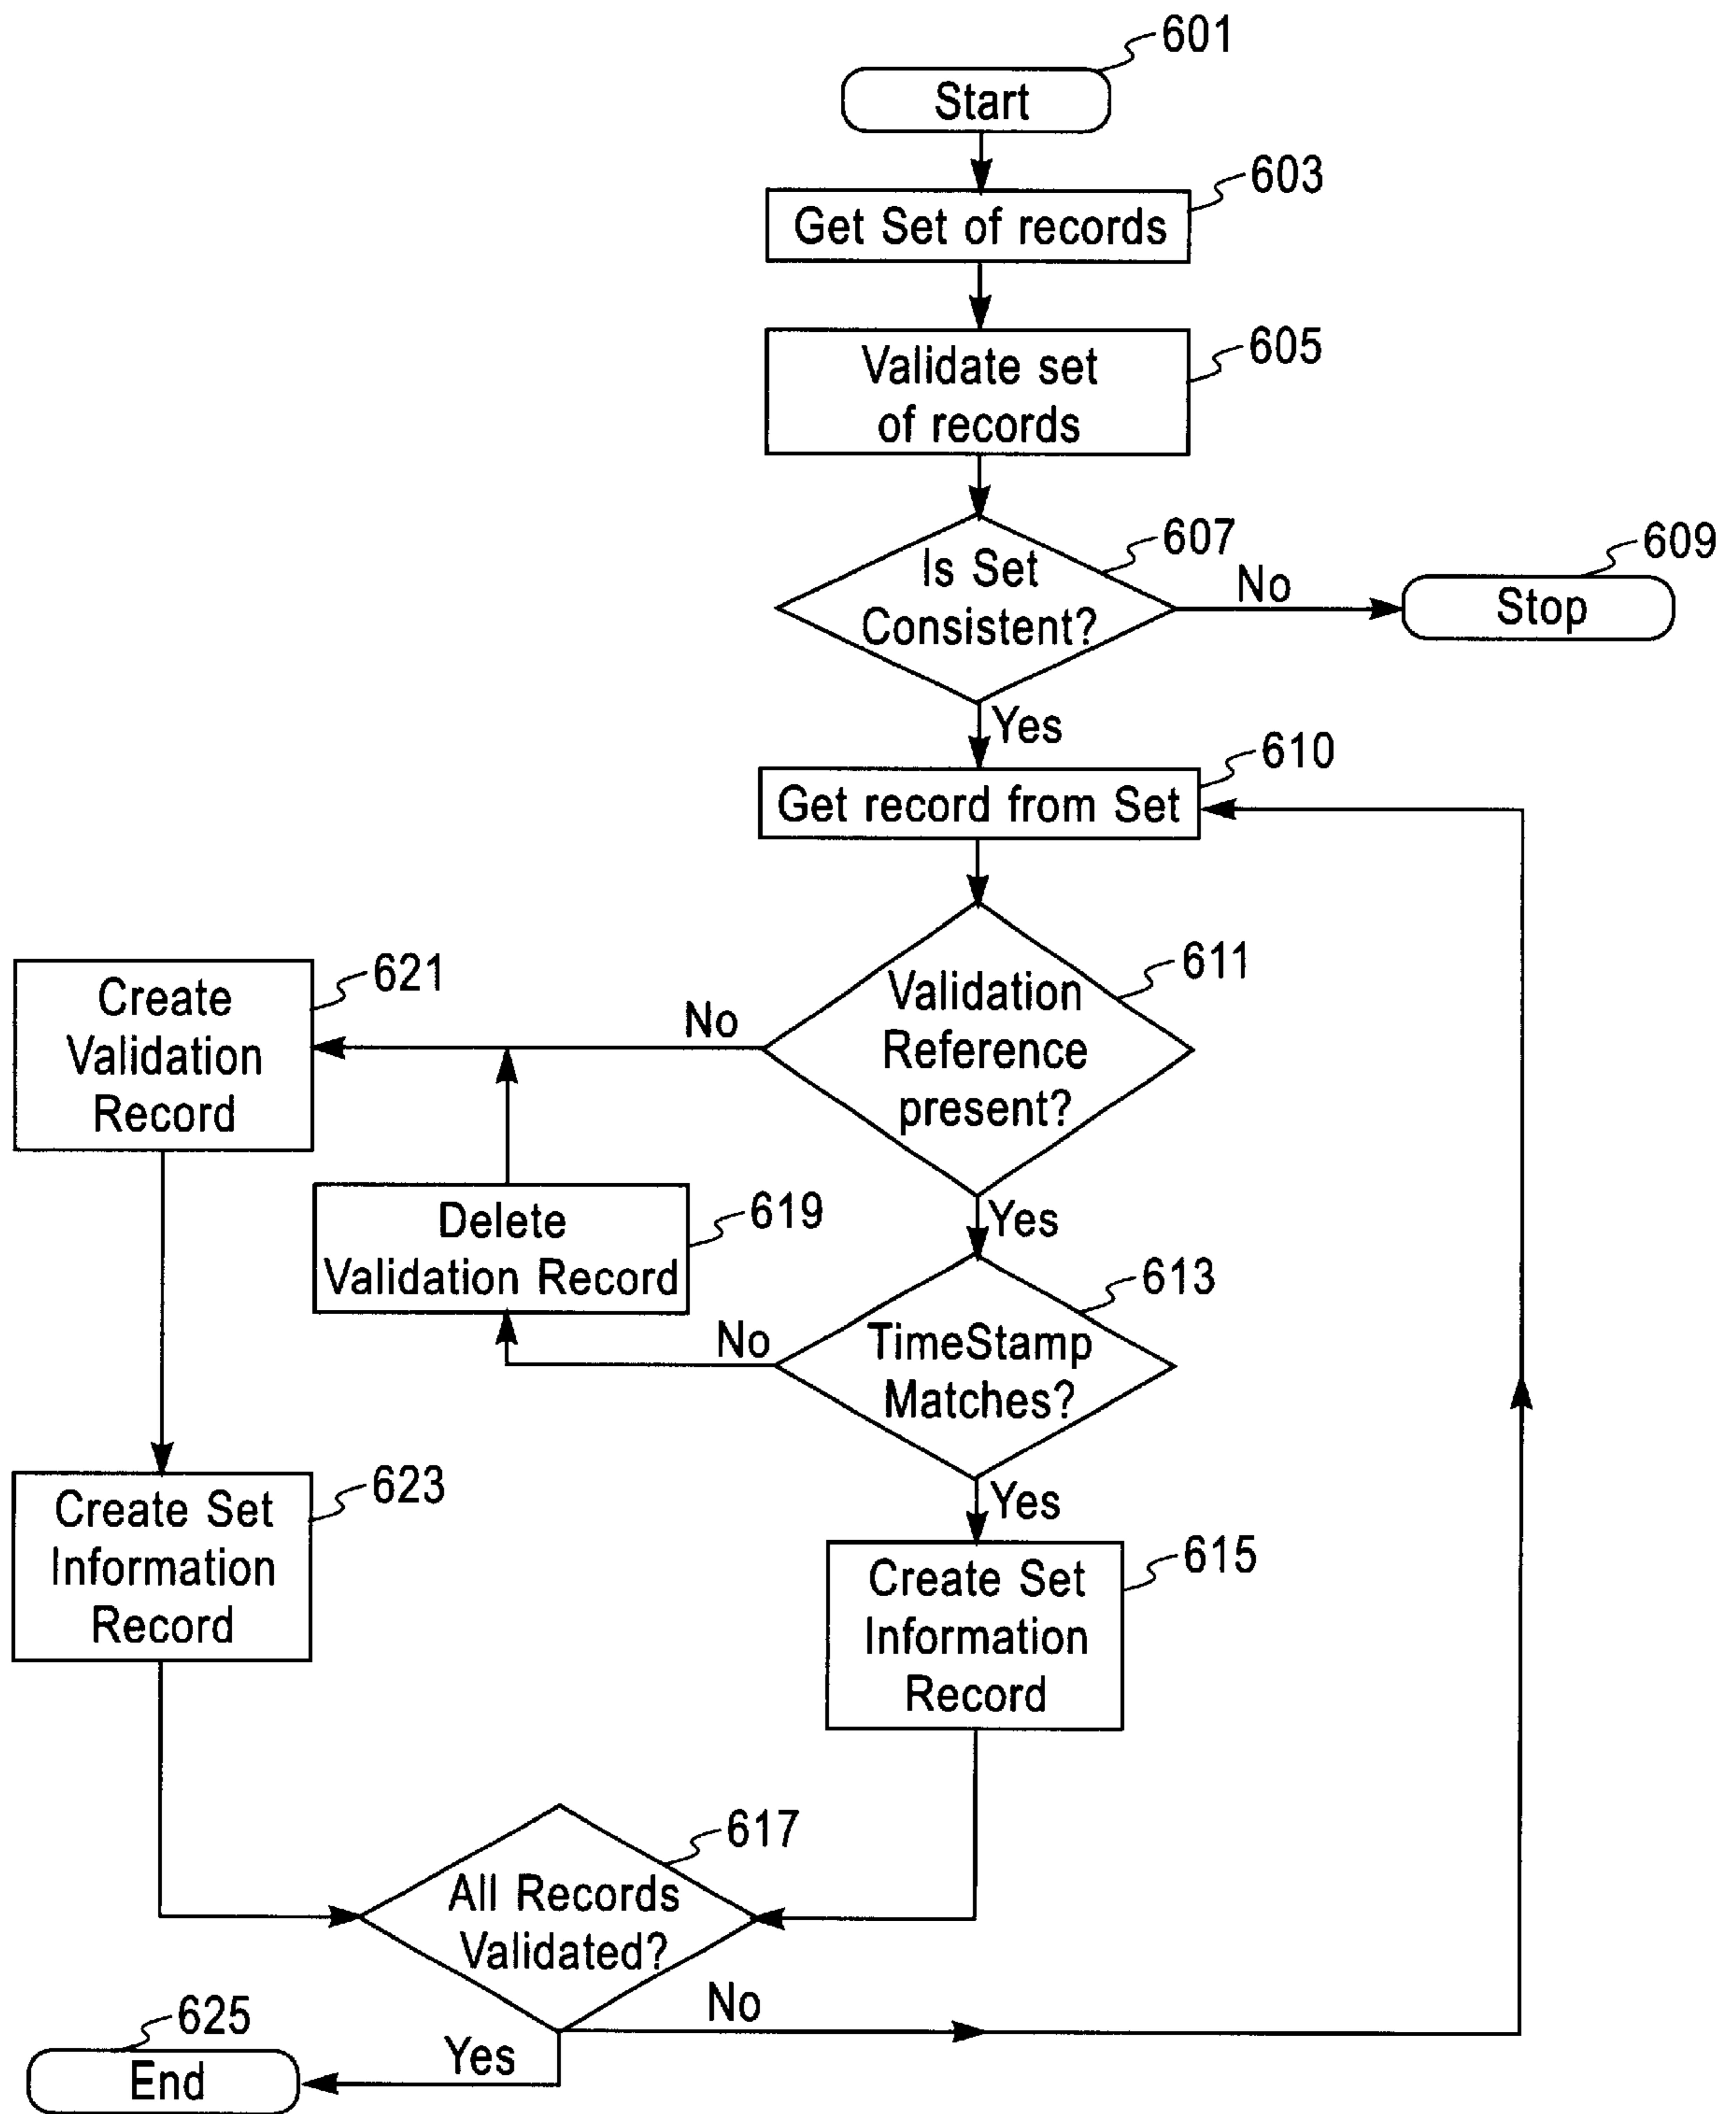 601
Start
603
Get Set of records
605
Validate set
of records
607
Is Set
Consistent?
No
609
Stop
Yes
610
Get record from Set
611
Validation
Reference
present?
No
621
Create
Validation
Record
Yes
619
Delete
Validation Record
613
TimeStamp
Matches?
No
Yes
623
Create Set
Information
Record
615
Create Set
Information
Record
617
All Records
Validated?
No
Yes
625
End